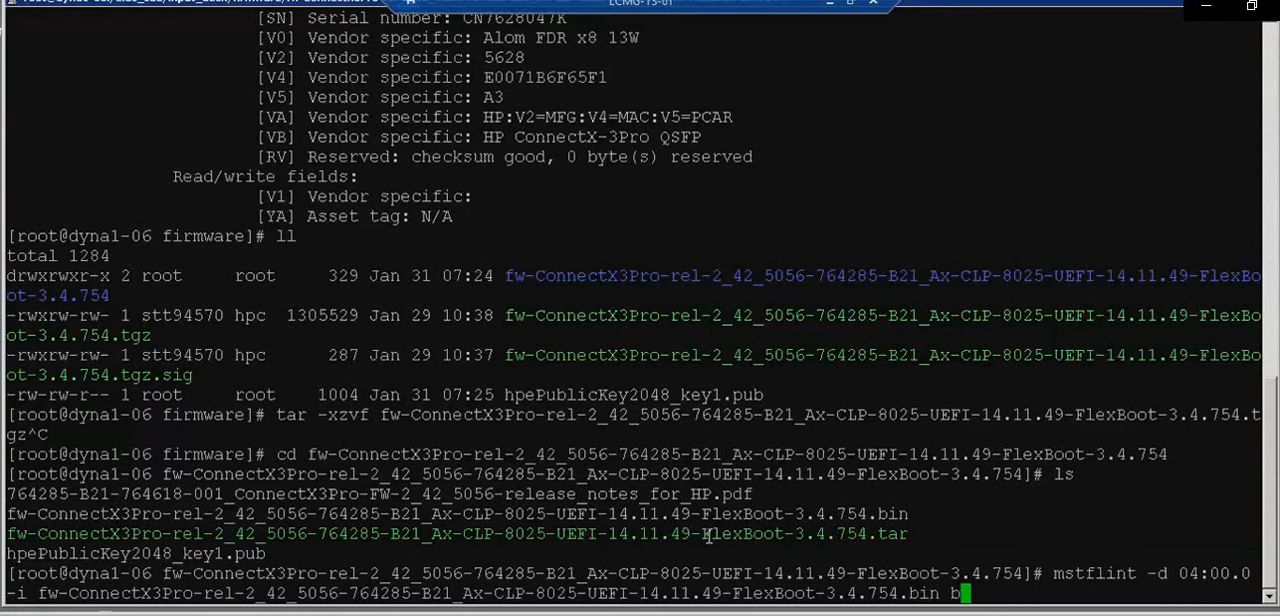 [SN] Serial number: CN7628047K
[V0] Vendor specific: Alom FDR x8 13W
[V2] Vendor specific: 5628
[V4] Vendor specific: E0071B6F65F1
[V5] Vendor specific: A3
[VA] Vendor specific: HP:V2=MFG:V4=MAC:V5=PCAR
[VB] Vendor specific: HP ConnectX-3Pro QSFP
[RV] Reserved: checksum good, 0 byte(s) reserved
Read/write fields:
[V1] Vendor specific:
[YA] Asset tag: N/A
[root@dyna1-06 firmware]# ll
total 1284
drwxrwxr-x 2 root     root     329 Jan 31 07:24 fw-ConnectX3Pro-rel-2_42_5056-764285-B21_Ax-CLP-8025-UEFI-14.11.49-FlexBo
ot-3.4.754
-rwxrw-rw- 1 stt94570 hpc  1305529 Jan 29 10:38 fw-ConnectX3Pro-rel-2_42_5056-764285-B21_Ax-CLP-8025-UEFI-14.11.49-FlexBo
ot-3.4.754.tgz
-rwxrw-rw- 1 stt94570 hpc      287 Jan 29 10:37 fw-ConnectX3Pro-rel-2_42_5056-764285-B21_Ax-CLP-8025-UEFI-14.11.49-FlexBo
ot-3.4.754.tgz.sig
-rw-rw-r-- 1 root     root    1004 Jan 31 07:25 hpePublicKey2048_key1.pub
[root@dyna1-06 firmware]# tar -xzvf fw-ConnectX3Pro-rel-2_42_5056-764285-B21_Ax-CLP-8025-UEFI-14.11.49-FlexBoot-3.4.754.t
gz^C
[root@dyna1-06 firmware]# cd fw-ConnectX3Pro-rel-2_42_5056-764285-B21_Ax-CLP-8025-UEFI-14.11.49-FlexBoot-3.4.754
[root@dyna1-06 fw-ConnectX3Pro-rel-2_42_5056-764285-B21_Ax-CLP-8025-UEFI-14.11.49-FlexBoot-3.4.754]# ls
764285-B21-764618-001_ConnectX3Pro-FW-2_42_5056-release_notes_for_HP.pdf
fw-ConnectX3Pro-rel-2_42_5056-764285-B21_Ax-CLP-8025-UEFI-14.11.49-FlexBoot-3.4.754.bin
fw-ConnectX3Pro-rel-2_42_5056-764285-B21_Ax-CLP-8025-UEFI-14.11.49-FlexBoot-3.4.754.tar
hpePublicKey2048_key1.pub
[root@dyna1-06 fw-ConnectX3Pro-rel-2_42_5056-764285-B21_Ax-CLP-8025-UEFI-14.11.49-FlexBoot-3.4.754]# mstflint -d 04:00.0
-i fw-ConnectX3Pro-rel-2_42_5056-764285-B21_Ax-CLP-8025-UEFI-14.11.49-FlexBoot-3.4.754.bin b